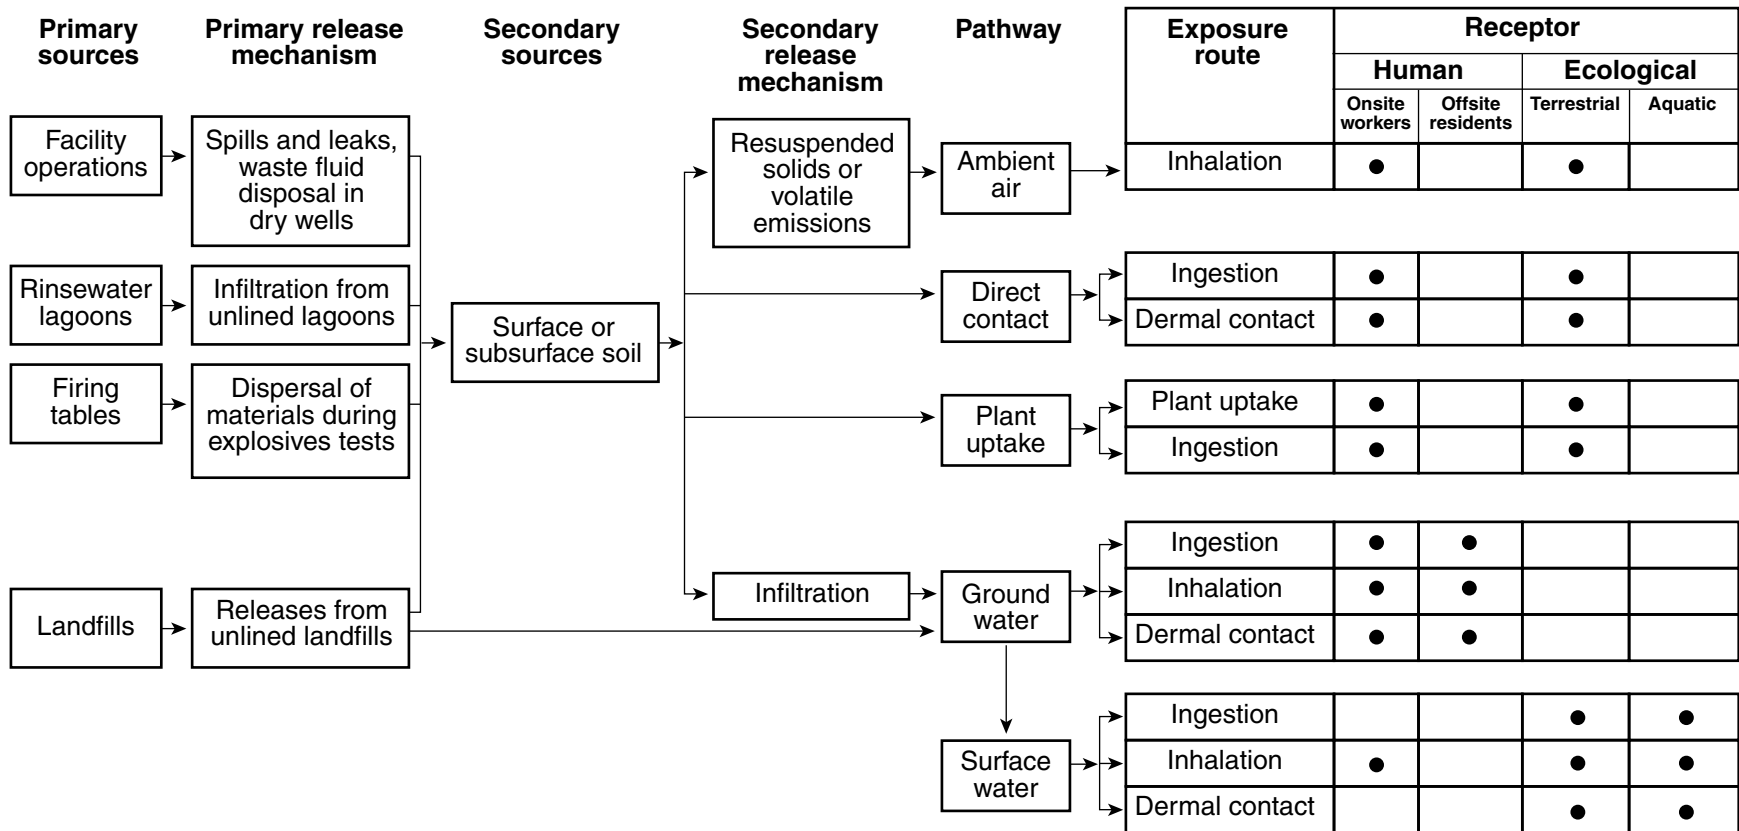 Primary
sources
Primary release
mechanism
Secondary
sources
Secondary
release
mechanism
Pathway
Exposure
route
Receptor
Human
Ecological
Onsite
workers
Offsite
residents
Terrestrial
Aquatic
Facility
operations
Spills and leaks,
waste fluid
disposal in
dry wells
Resuspended
solids or
volatile
emissions
Ambient
air
Inhalation
Rinsewater
lagoons
Infiltration from
unlined lagoons
Surface or
subsurface soil
Direct
contact
Ingestion
Dermal contact
Firing
tables
Dispersal of
materials during
explosives tests
Plant
uptake
Plant uptake
Ingestion
Landfills
Releases from
unlined landfills
Infiltration
Ground
water
Ingestion
Inhalation
Dermal contact
Surface
water
Ingestion
Inhalation
Dermal contact